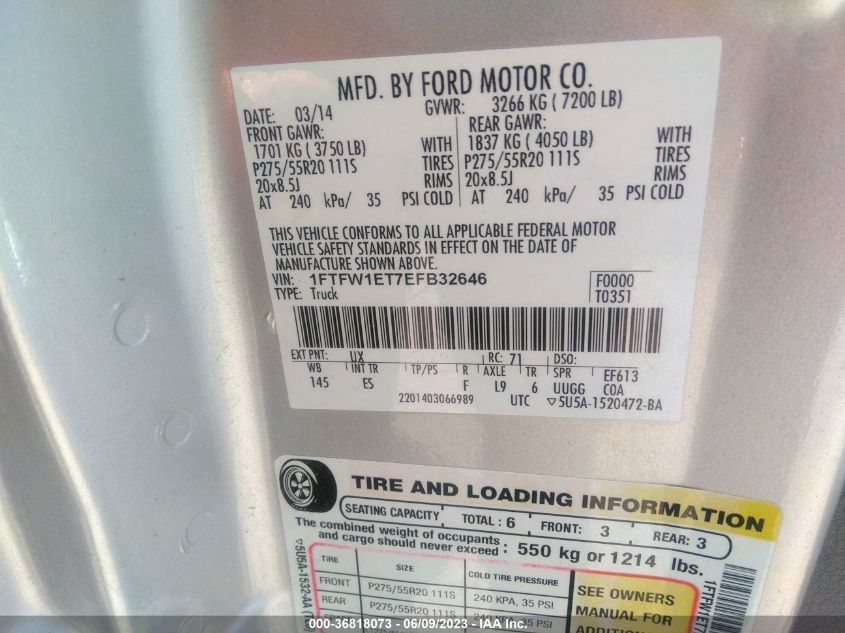 MFD. BY FORD MOTOR CO.
DATE: 03/14 GVWR: 3266 KG ( 7200 LB)
FRONT GAWR: REAR GAWR:
1701 KG ( 3750 LB) WITH 1837 KG ( 4050 LB) WITH
P275/55R20 111S TIRES P275/55R20 111S TIRES
20x8.5J RIMS 20x8.5J RIMS
AT 240 kPa/ 35 PSI COLD AT 240 kPa/ 35 PSI COLD
THIS VEHICLE CONFORMS TO ALL APPLICABLE FEDERAL MOTOR
VEHICLE SAFETY STANDARDS IN EFFECT ON THE DATE OF
MANUFACTURE SHOWN ABOVE.
VIN: 1FTFW1ET7EFB32646 F0000
TYPE: Truck T0351
EXT PNT: UX RC: 71 DSO:
WB INT TR TP/PS R AXLE TR SPR EF613
145 ES F L9 6 UUGG COA
2201403066989 UTC ▽5U5A-1520472-BA
TIRE AND LOADING INFORMATION
SEATING CAPACITY TOTAL : 6 FRONT: 3 REAR: 3
The combined weight of occupants
and cargo should never exceed : 550 kg or 1214 lbs.
TIRE SIZE COLD TIRE PRESSURE
FRONT P275/55R20 111S 240 KPA, 35 PSI
REAR P275/55R20 111S 35 PSI
SEE OWNERS
MANUAL FOR
▽5U5A-1532-AA
1FTFW1ET7
000-36818073 - 06/09/2023 - IAA Inc.